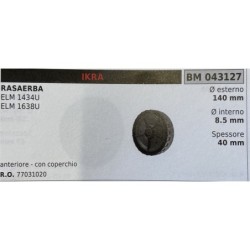 IKRA
BM 043127
RASAERBA
ELM 1434U
ELM 1638U
Ø esterno
140 mm
Ø interno
8.5 mm
Spessore
40 mm
anteriore - con coperchio
R.O. 77031020